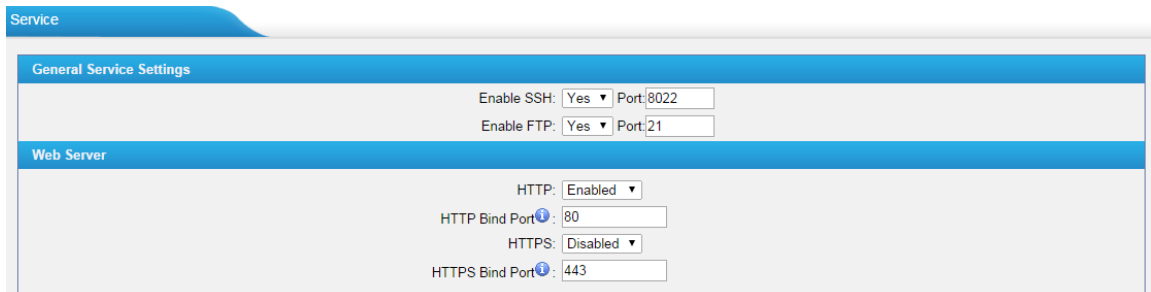 Service
General Service Settings
Enable SSH: Yes Port: 8022
Enable FTP: Yes Port: 21
Web Server
HTTP: Enabled
HTTP Bind Port : 80
HTTPS: Disabled
HTTPS Bind Port : 443